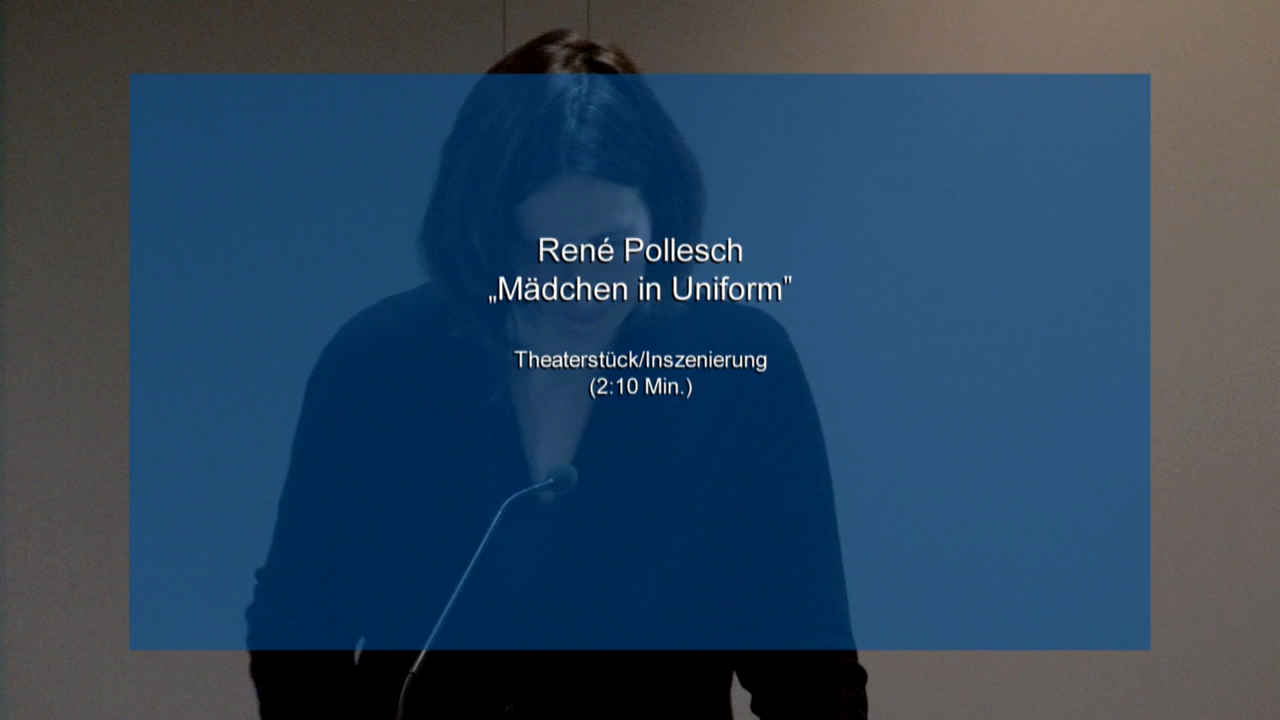 René Pollesch
„Mädchen in Uniform"
Theaterstück/Inszenierung
(2:10 Min.)